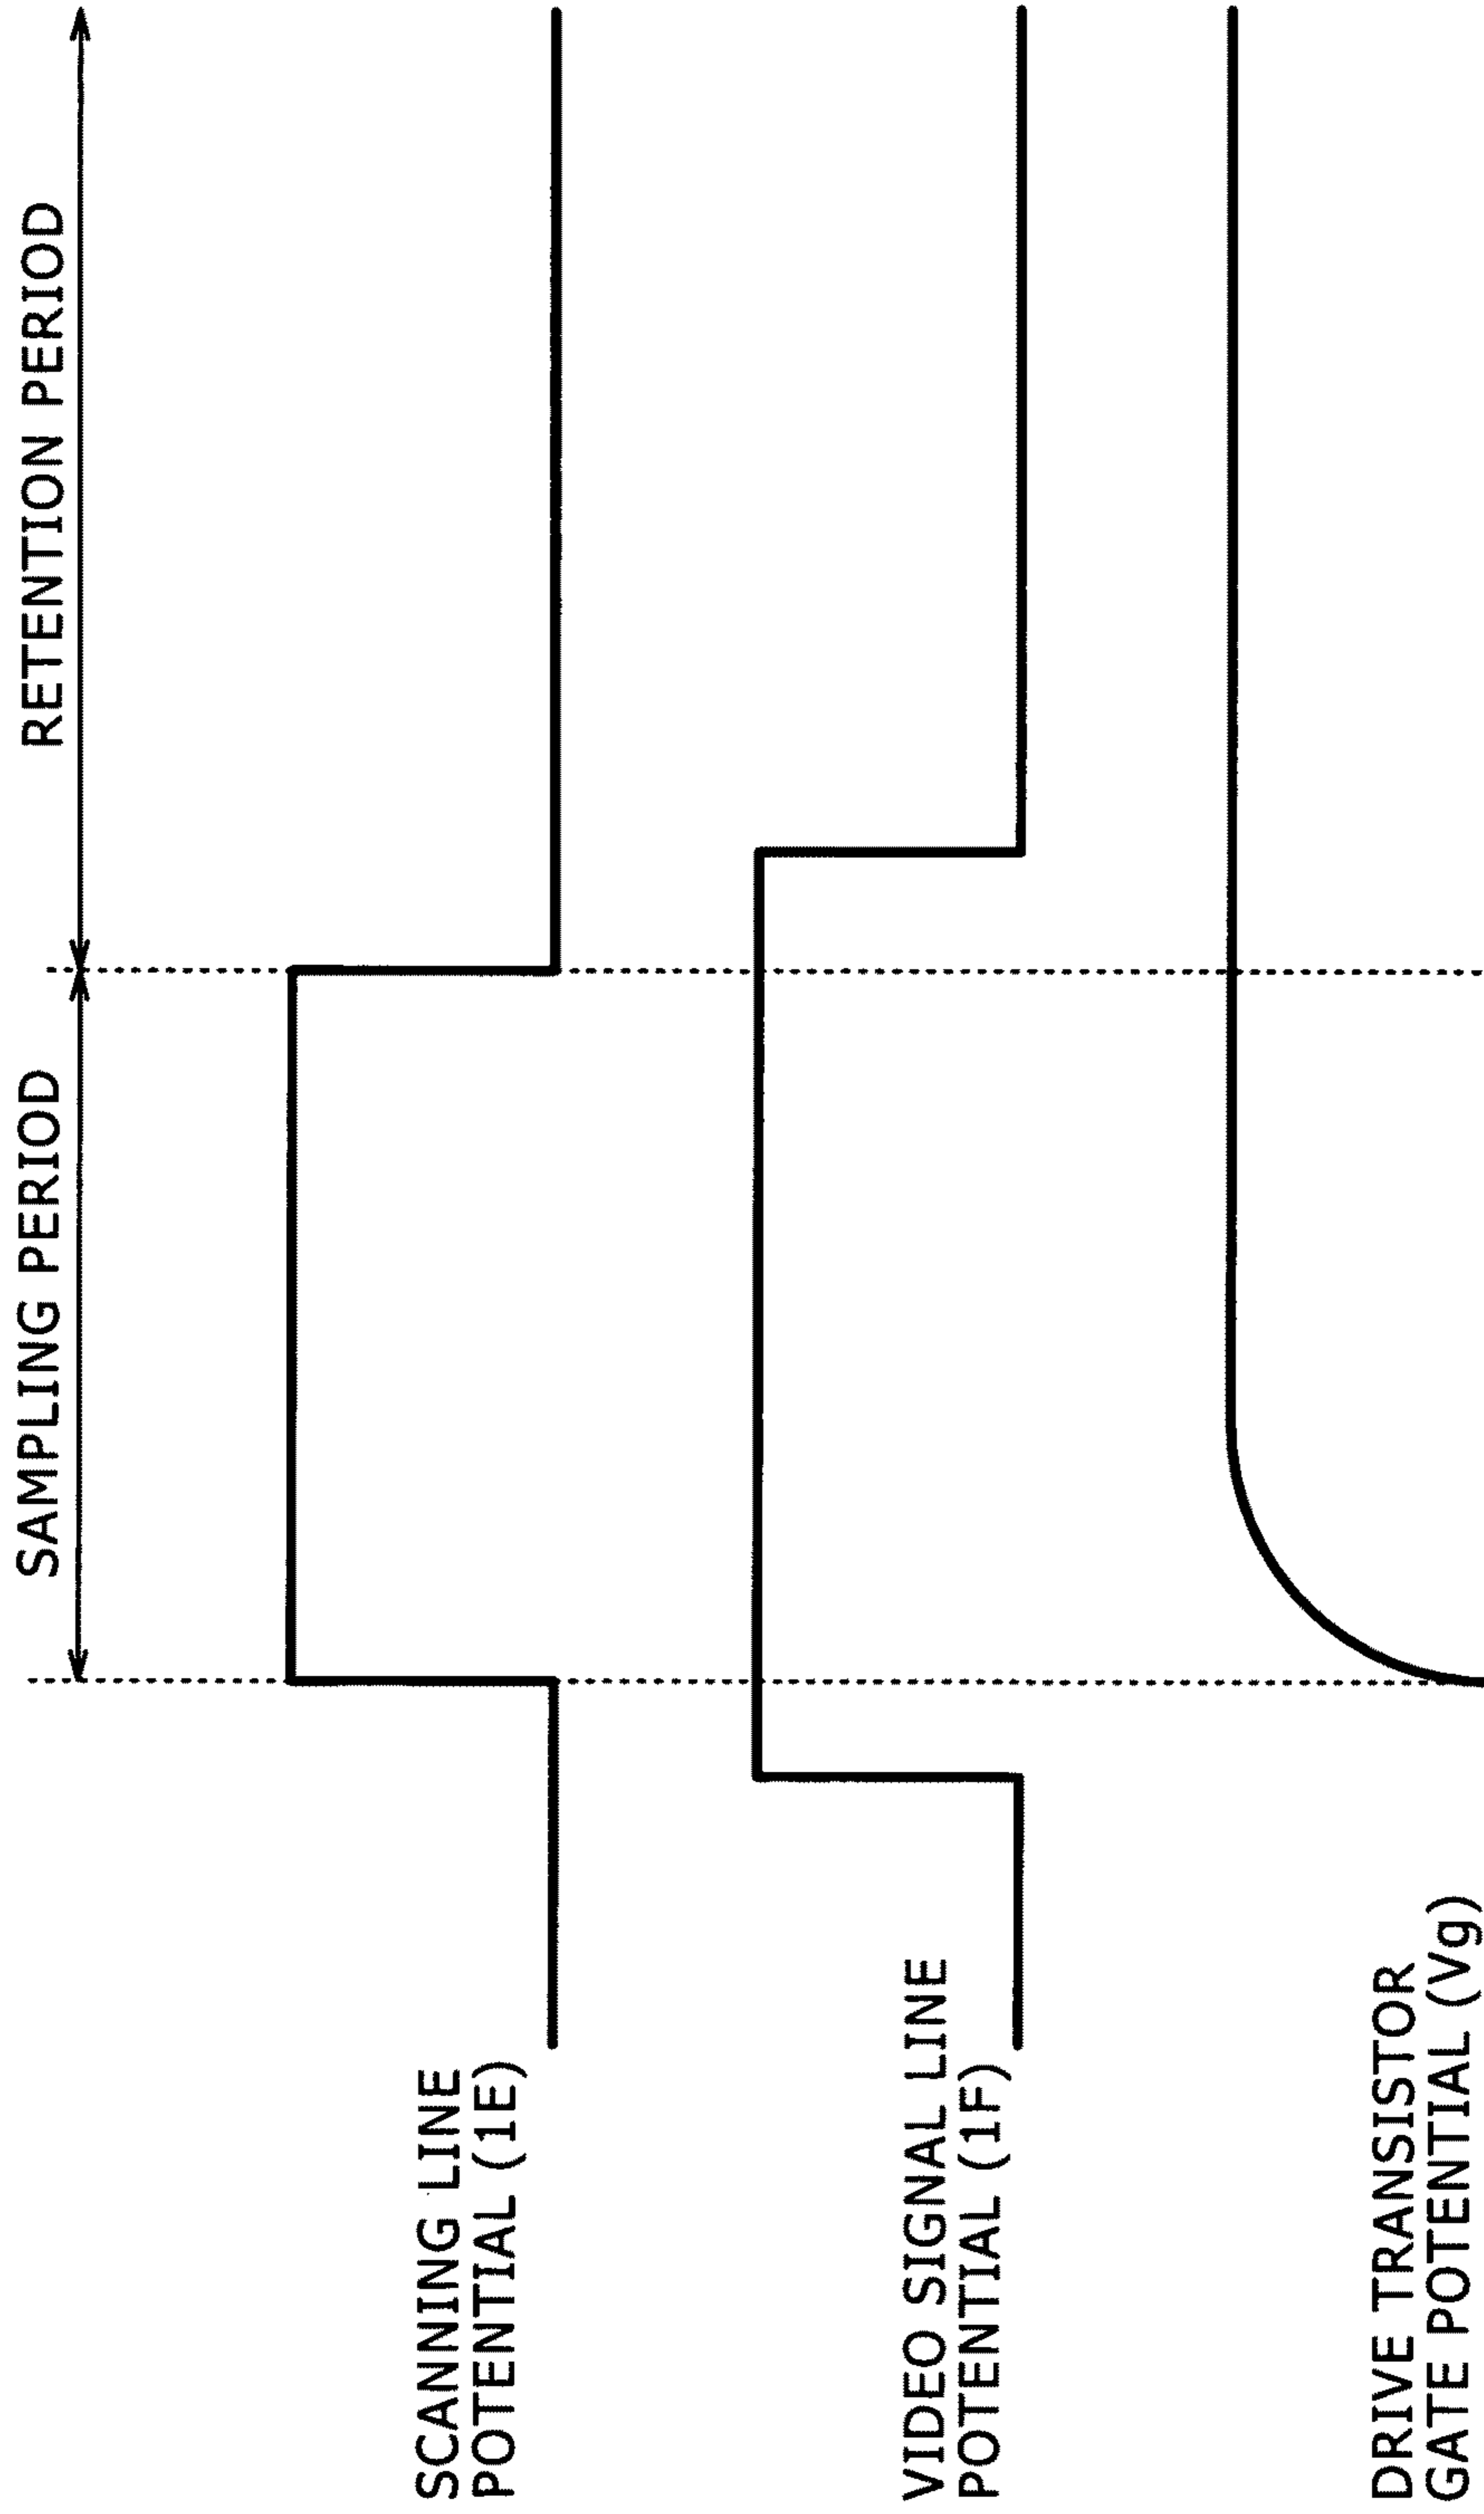 SAMPLING PERIOD
RETENTION PERIOD
SCANNING LINE
POTENTIAL (1E)
VIDEO SIGNAL LINE
POTENTIAL (1F)
DRIVE TRANSISTOR
GATE POTENTIAL (Vg)